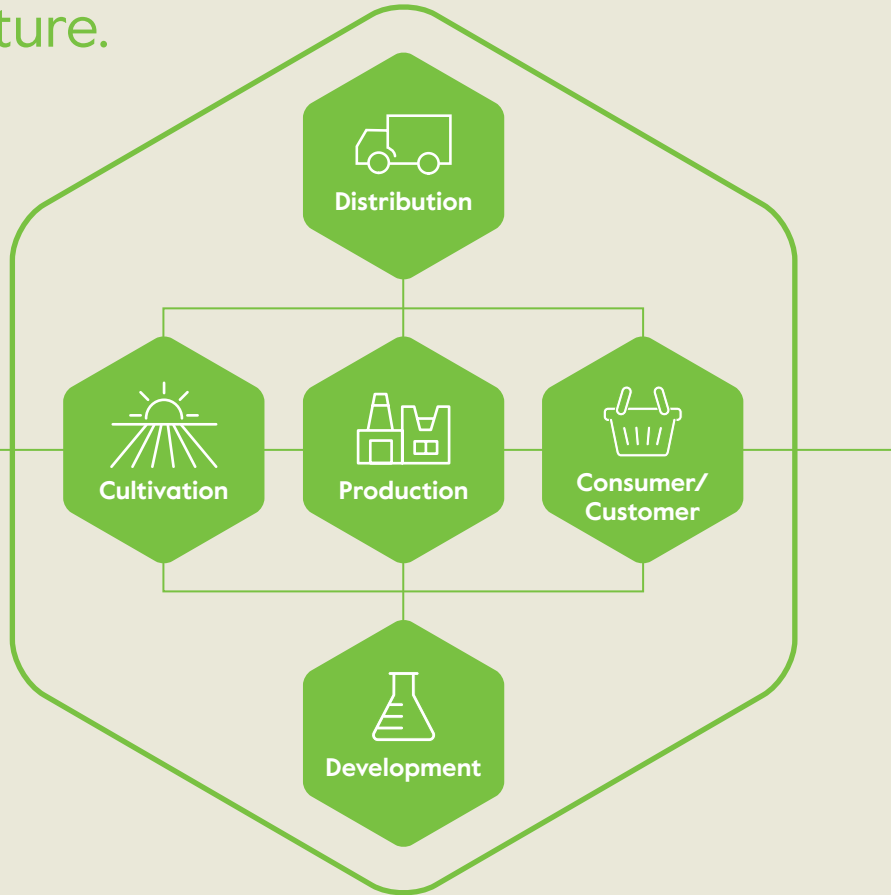 ture.
Distribution
Cultivation
Production
Consumer/
Customer
Development